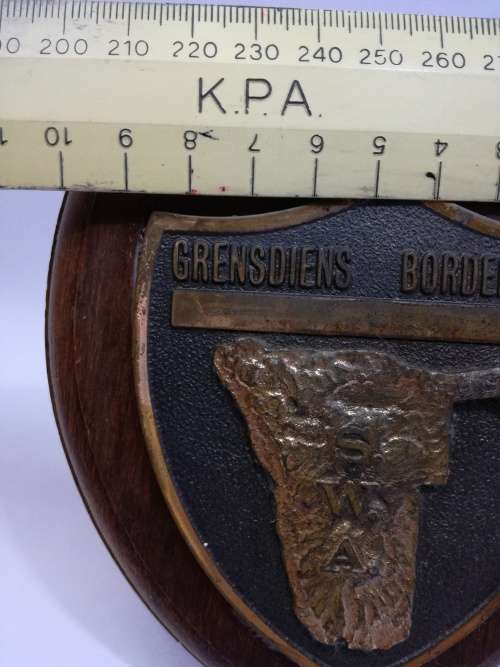 200 210 220 230 240 250 260
K.P.A.
10 9 8 7 6 5 4
GRENSDIENS BORDE
S.
W.
A.